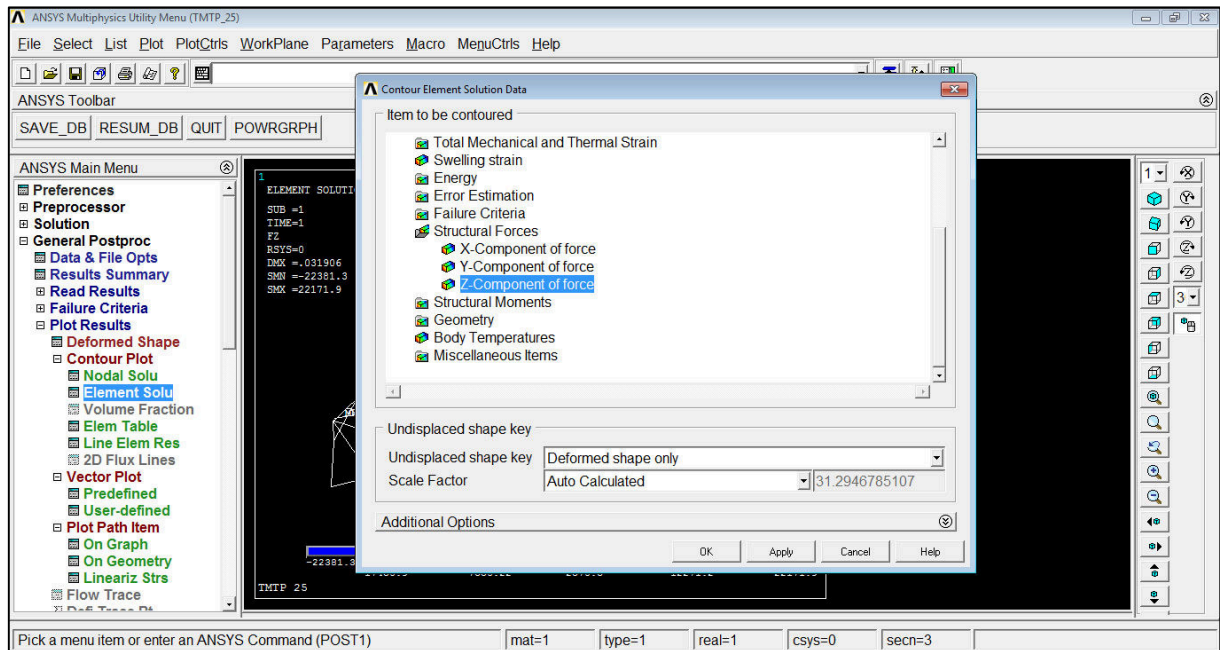 ANSYS Multiphysics Utility Menu (TMTP_25)
File Select List Plot PlotCtrls WorkPlane Parameters Macro MenuCtrls Help
ANSYS Toolbar
SAVE_DB RESUM_DB QUIT POWRGRPH
ANSYS Main Menu
Preferences
Preprocessor
Solution
General Postproc
Data & File Opts
Results Summary
Read Results
Failure Criteria
Plot Results
Deformed Shape
Contour Plot
Nodal Solu
Element Solu
Volume Fraction
Elem Table
Line Elem Res
2D Flux Lines
Vector Plot
Predefined
User-defined
Plot Path Item
On Graph
On Geometry
Lineariz Strs
Flow Trace
1
ELEMENT SOLUTI
SUB =1
TIME=1
FZ
RSYS=0
DMX =.031906
SMN =-22381.3
SMX =22171.9
-22381.3
TMTP 25
Contour Element Solution Data
Item to be contoured
Total Mechanical and Thermal Strain
Swelling strain
Energy
Error Estimation
Failure Criteria
Structural Forces
X-Component of force
Y-Component of force
Z-Component of force
Structural Moments
Geometry
Body Temperatures
Miscellaneous Items
Undisplaced shape key
Undisplaced shape key Deformed shape only
Scale Factor Auto Calculated 31.2946785107
Additional Options
OK Apply Cancel Help
1
3
Pick a menu item or enter an ANSYS Command (POST1) mat=1 type=1 real=1 csys=0 secn=3